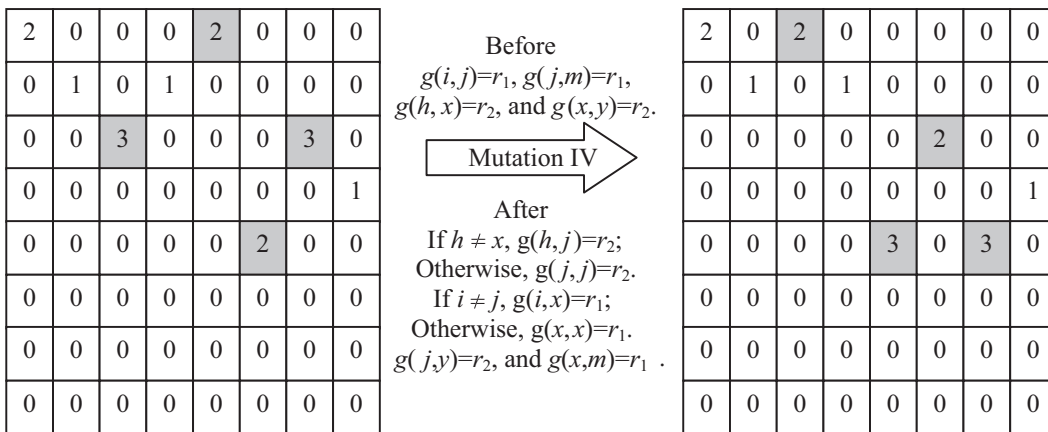 2 0 0 0 2 0 0 0
0 1 0 1 0 0 0 0
0 0 3 0 0 0 3 0
0 0 0 0 0 0 0 1
0 0 0 0 0 2 0 0
0 0 0 0 0 0 0 0
0 0 0 0 0 0 0 0
0 0 0 0 0 0 0 0
Before
g(i, j)=r₁, g( j,m)=r₁,
g(h, x)=r₂, and g(x,y)=r₂.
Mutation IV
After
If h ≠ x, g(h, j)=r₂;
Otherwise, g( j, j)=r₂.
If i ≠ j, g(i,x)=r₁;
Otherwise, g(x,x)=r₁.
g( j,y)=r₂, and g(x,m)=r₁ .
2 0 2 0 0 0 0 0
0 1 0 1 0 0 0 0
0 0 0 0 0 2 0 0
0 0 0 0 0 0 0 1
0 0 0 0 3 0 3 0
0 0 0 0 0 0 0 0
0 0 0 0 0 0 0 0
0 0 0 0 0 0 0 0